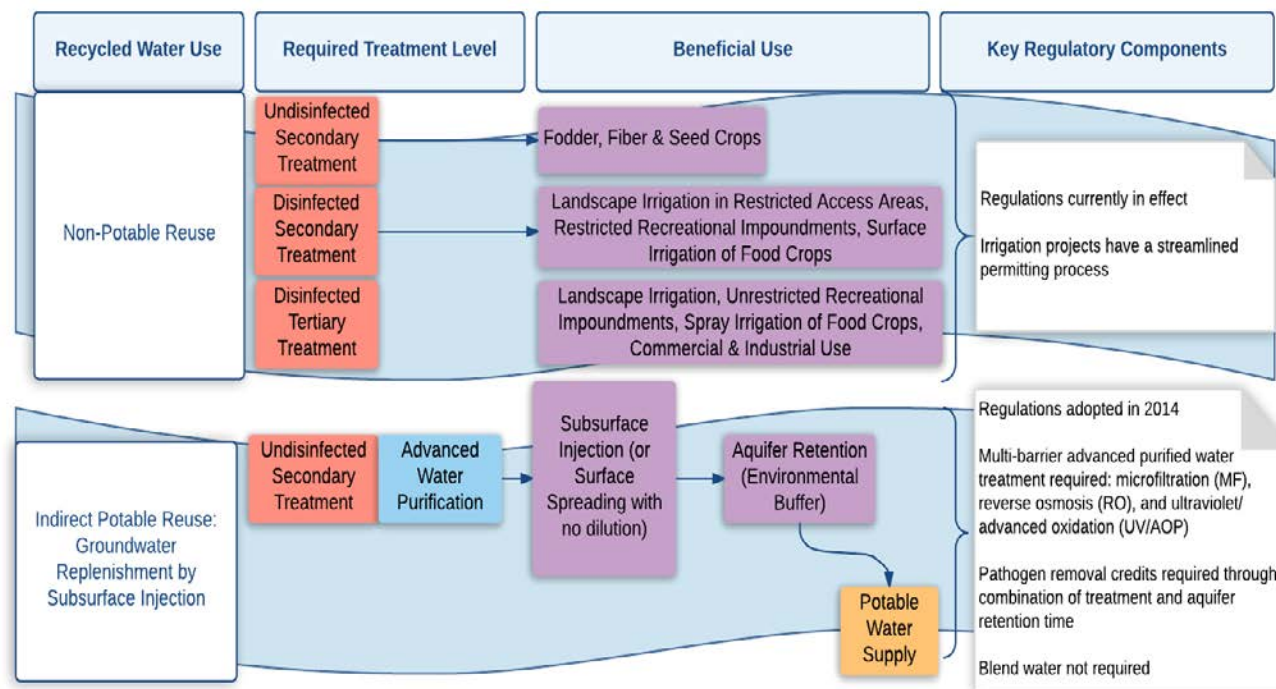 Recycled Water Use
Required Treatment Level
Beneficial Use
Key Regulatory Components
Non-Potable Reuse
Undisinfected
Secondary
Treatment
Fodder, Fiber & Seed Crops
Disinfected
Secondary
Treatment
Landscape Irrigation in Restricted Access Areas,
Restricted Recreational Impoundments, Surface
Irrigation of Food Crops
Disinfected
Tertiary
Treatment
Landscape Irrigation, Unrestricted Recreational
Impoundments, Spray Irrigation of Food Crops,
Commercial & Industrial Use
Regulations currently in effect
Irrigation projects have a streamlined
permitting process
Indirect Potable Reuse:
Groundwater
Replenishment by
Subsurface Injection
Undisinfected
Secondary
Treatment
Advanced
Water
Purification
Subsurface
Injection (or
Surface
Spreading with
no dilution)
Aquifer Retention
(Environmental
Buffer)
Potable
Water
Supply
Regulations adopted in 2014
Multi-barrier advanced purified water
treatment required: microfiltration (MF),
reverse osmosis (RO), and ultraviolet/
advanced oxidation (UV/AOP)
Pathogen removal credits required through
combination of treatment and aquifer
retention time
Blend water not required